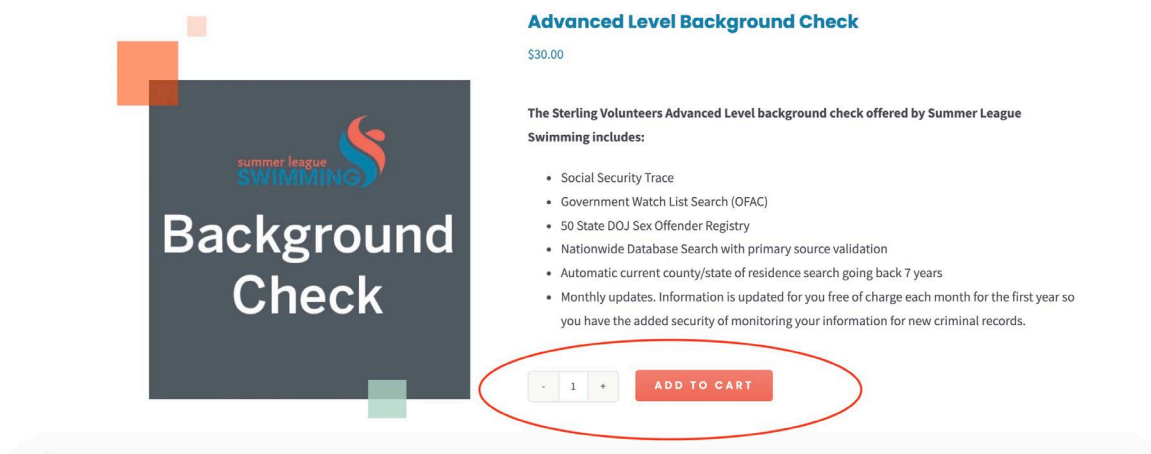 summer league
SWIMMING
Background
Check
Advanced Level Background Check
$30.00
The Sterling Volunteers Advanced Level background check offered by Summer League
Swimming includes:
• Social Security Trace
• Government Watch List Search (OFAC)
• 50 State DOJ Sex Offender Registry
• Nationwide Database Search with primary source validation
• Automatic current county/state of residence search going back 7 years
• Monthly updates. Information is updated for you free of charge each month for the first year so
you have the added security of monitoring your information for new criminal records.
- 1 + ADD TO CART